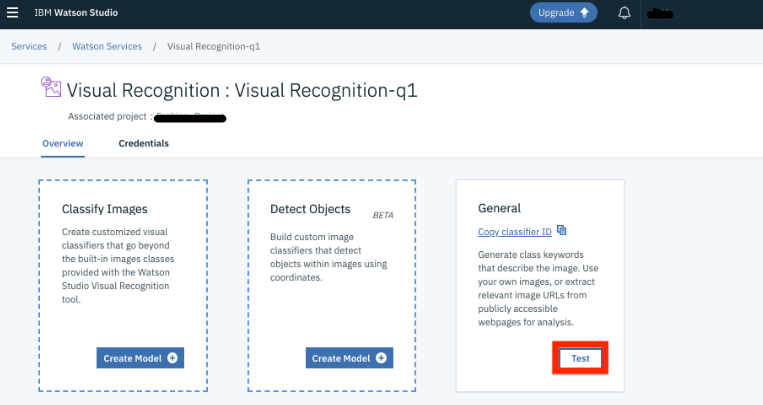 IBM Watson Studio
Upgrade
Services / Watson Services / Visual Recognition-q1
Visual Recognition : Visual Recognition-q1
Associated project :
Overview
Credentials
Classify Images
Create customized visual
classifiers that go beyond
the built-in images classes
provided with the Watson
Studio Visual Recognition
tool.
Create Model
Detect Objects
BETA
Build custom image
classifiers that detect
objects within images using
coordinates.
Create Model
General
Copy classifier ID
Generate class keywords
that describe the image. Use
your own images, or extract
relevant image URLs from
publicly accessible
webpages for analysis.
Test